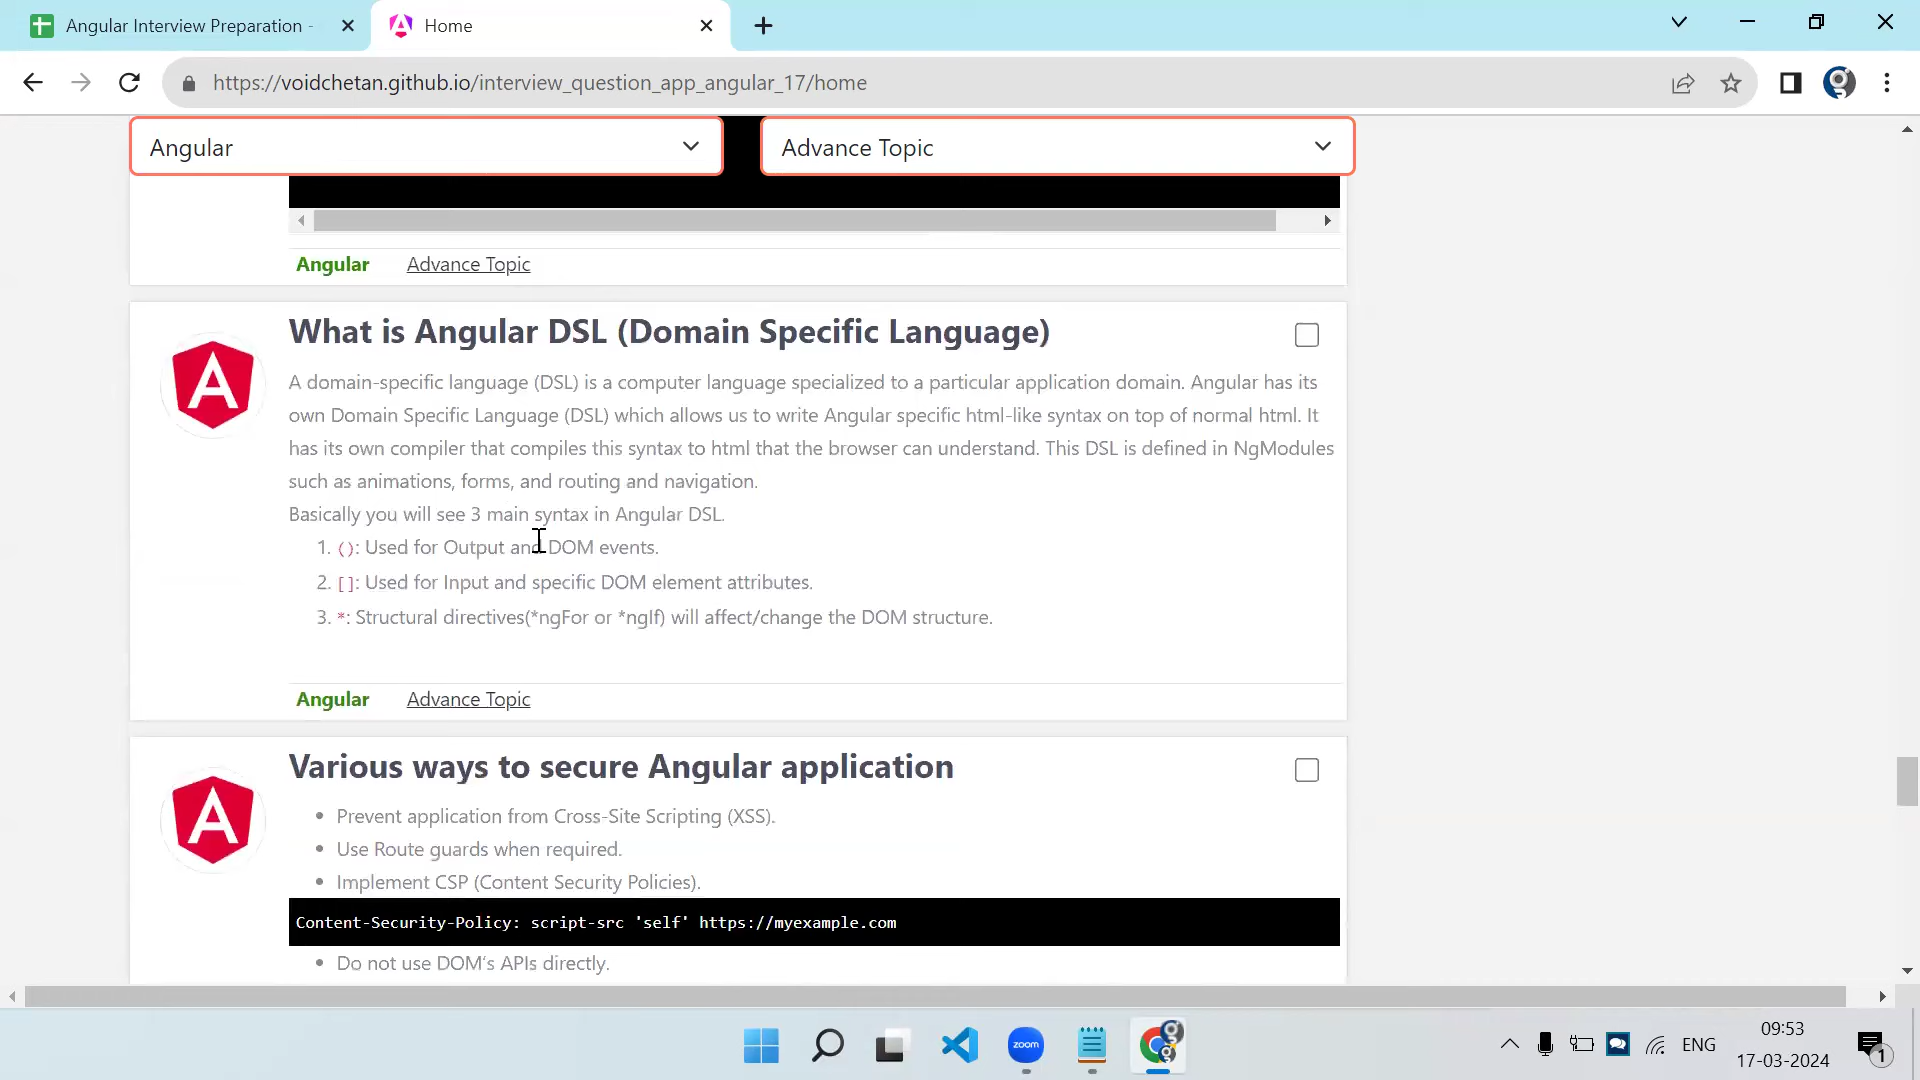 Angular Interview Preparation -
Home
https://voidchetan.github.io/interview_question_app_angular_17/home
Angular
Advance Topic
Angular Advance Topic
What is Angular DSL (Domain Specific Language)
A domain-specific language (DSL) is a computer language specialized to a particular application domain. Angular has its
own Domain Specific Language (DSL) which allows us to write Angular specific html-like syntax on top of normal html. It
has its own compiler that compiles this syntax to html that the browser can understand. This DSL is defined in NgModules
such as animations, forms, and routing and navigation.
Basically you will see 3 main syntax in Angular DSL.
1. (): Used for Output and DOM events.
2. []: Used for Input and specific DOM element attributes.
3. *: Structural directives(*ngFor or *ngIf) will affect/change the DOM structure.
Angular Advance Topic
Various ways to secure Angular application
• Prevent application from Cross-Site Scripting (XSS).
• Use Route guards when required.
• Implement CSP (Content Security Policies).
Content-Security-Policy: script-src 'self' https://myexample.com
• Do not use DOM's APIs directly.
zoom
ENG
09:53
17-03-2024
1